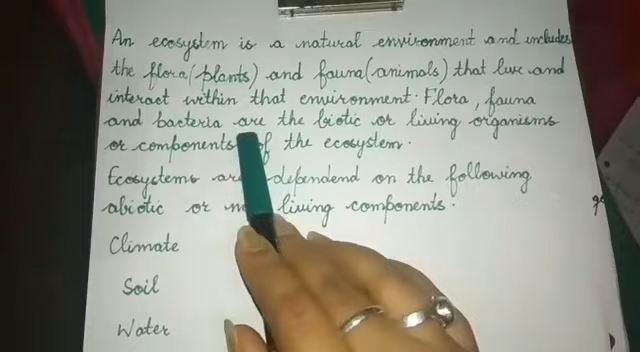 An ecosystem is a natural environment and includes
the flora (plants) and fauna (animals) that live and
interact within that environment. Flora, fauna
and bacteria are the biotic or living organisms
or components of the ecosystem.
Ecosystems are dependend on the following
abiotic or living components.
Climate
Soil
Water